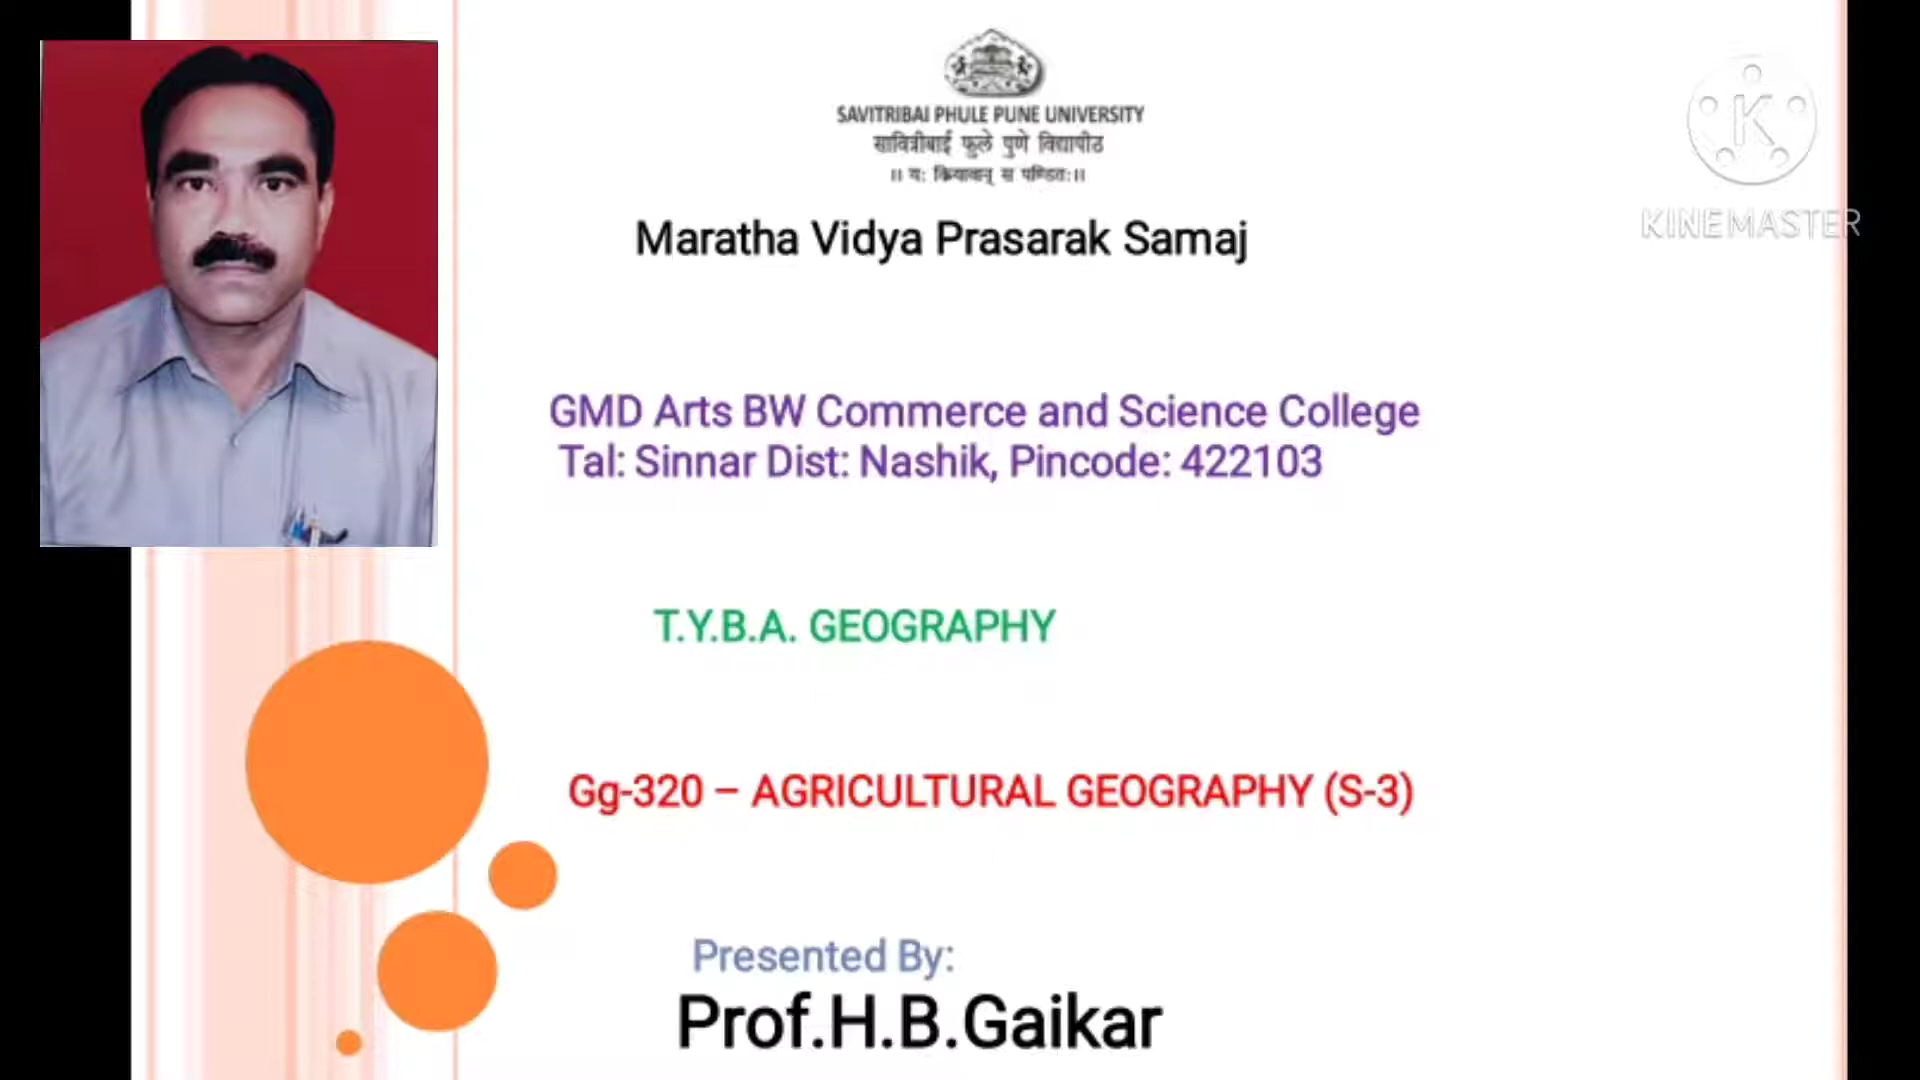 SAVITRIBAI PHULE PUNE UNIVERSITY
सावित्रीबाई फुले पुणे विद्यापीठ
॥ यः क्रियावान् स पण्डितः॥
K
KINEMASTER
Maratha Vidya Prasarak Samaj
GMD Arts BW Commerce and Science College
Tal: Sinnar Dist: Nashik, Pincode: 422103
T.Y.B.A. GEOGRAPHY
Gg-320 – AGRICULTURAL GEOGRAPHY (S-3)
Presented By:
Prof.H.B.Gaikar